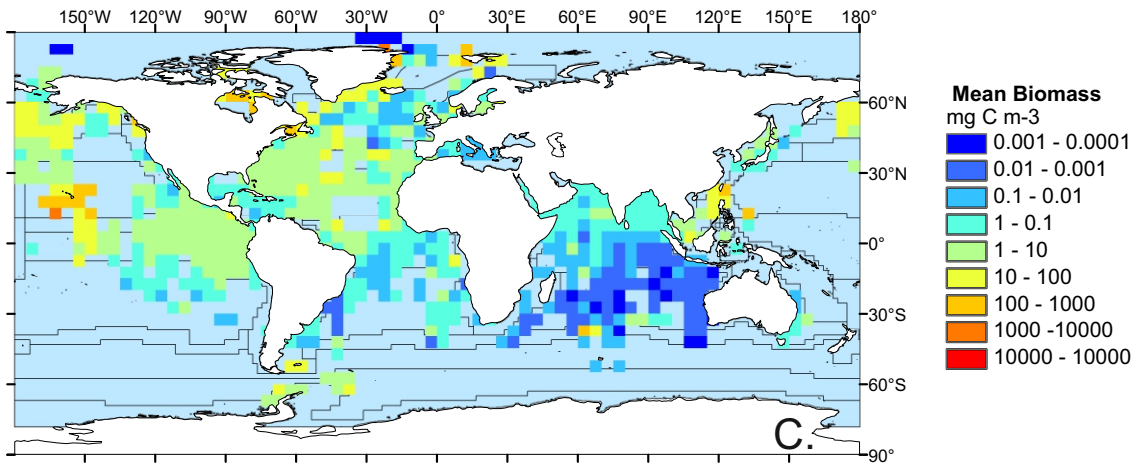 150°W 120°W 90°W 60°W 30°W 0° 30°E 60°E 90°E 120°E 150°E 180°
60°N
30°N
0°
30°S
60°S
90°
C.
Mean Biomass
mg C m-3
0.001 - 0.0001
0.01 - 0.001
0.1 - 0.01
1 - 0.1
1 - 10
10 - 100
100 - 1000
1000 -10000
10000 - 10000